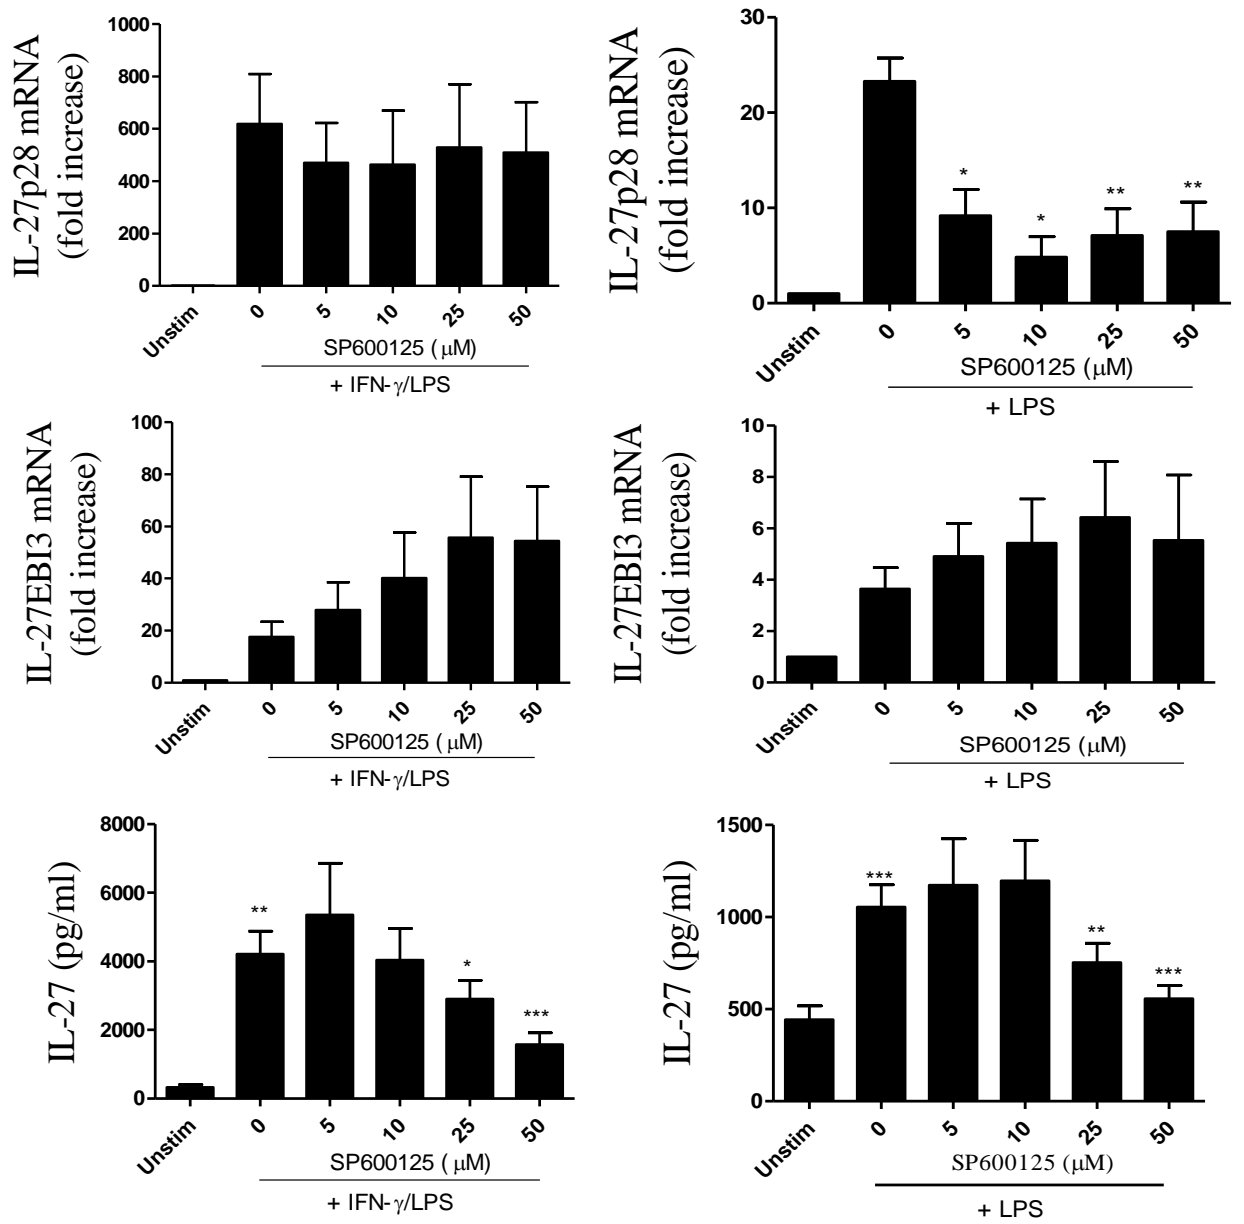 IL-27p28 mRNA
(fold increase)
1000
800
600
400
200
0
Unstim
0
5
10
25
50
SP600125 ( μM)
+ IFN-γ/LPS
IL-27p28 mRNA
(fold increase)
30
20
10
0
*
*
**
**
Unstim
0
5
10
25
50
SP600125 (μM)
+ LPS
IL-27EBI3 mRNA
(fold increase)
100
80
60
40
20
0
Unstim
0
5
10
25
50
SP600125 ( μM)
+ IFN-γ/LPS
IL-27EBI3 mRNA
(fold increase)
10
8
6
4
2
0
Unstim
0
5
10
25
50
SP600125 (μM)
+ LPS
IL-27 (pg/ml)
8000
6000
4000
2000
0
**
*
***
Unstim
0
5
10
25
50
SP600125 ( μM)
+ IFN-γ/LPS
IL-27 (pg/ml)
1500
1000
500
0
***
**
***
Unstim
0
5
10
25
50
SP600125 (μM)
+ LPS